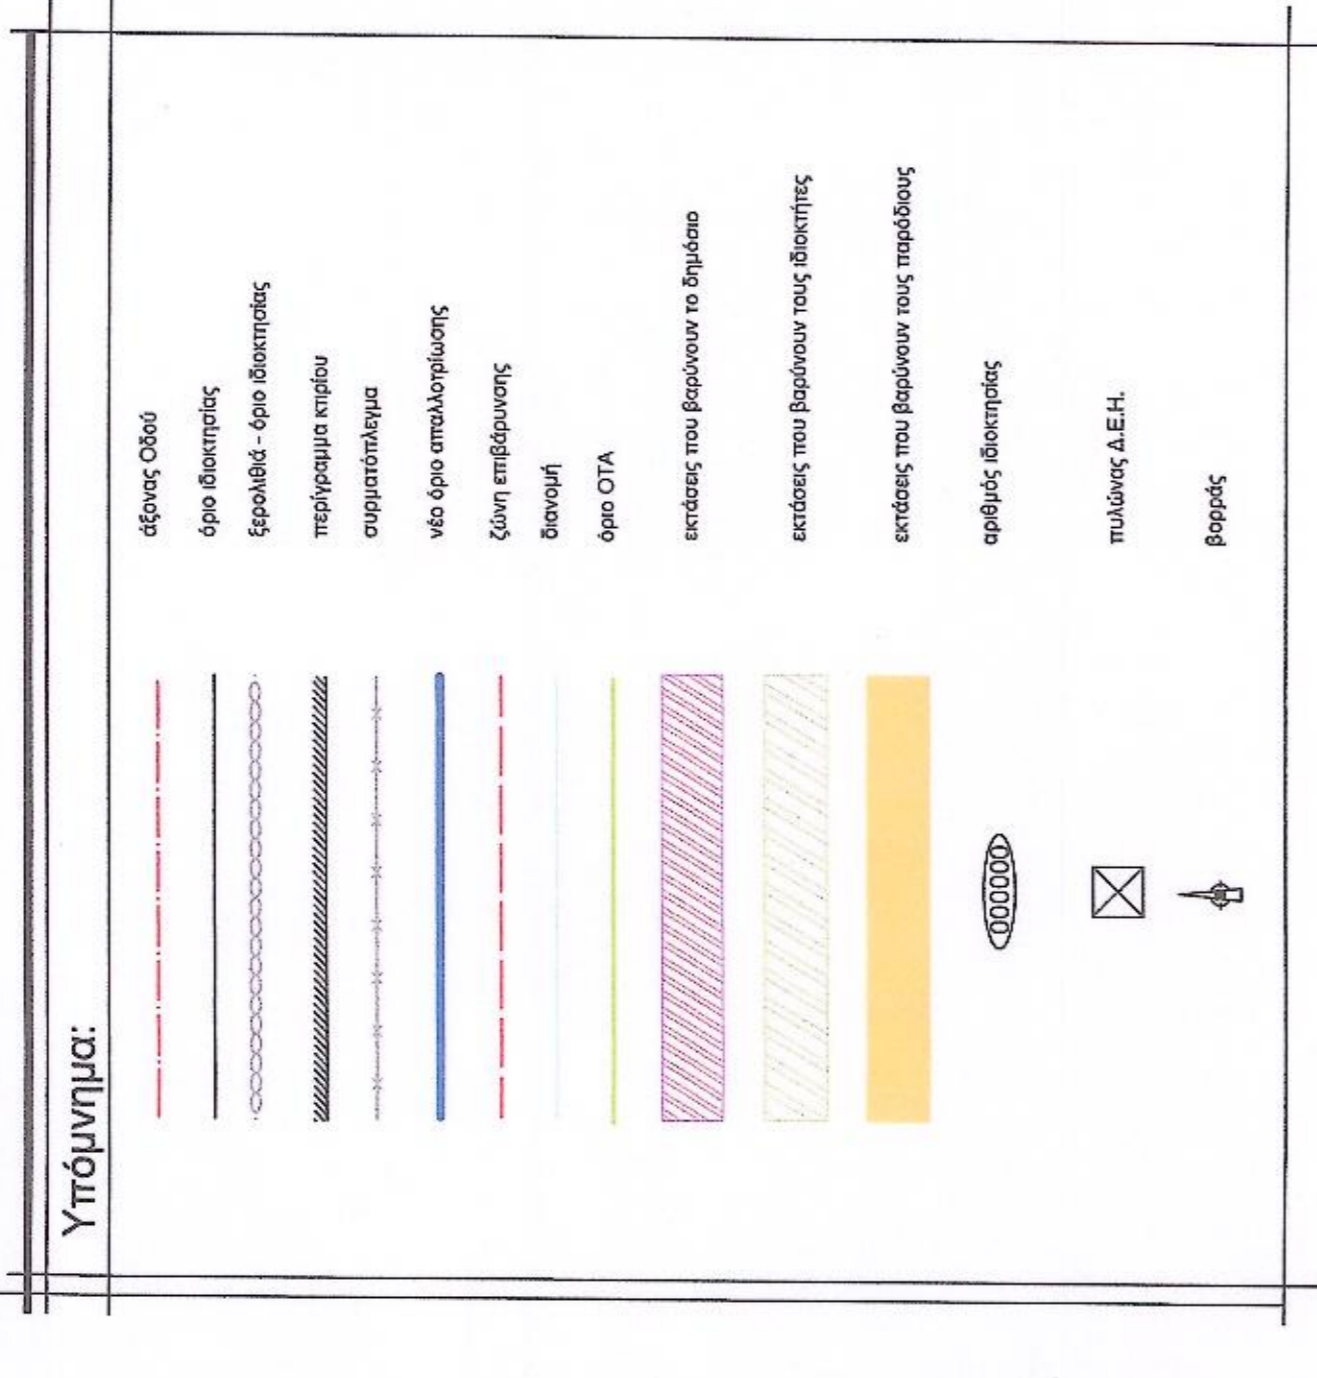 Υπόμνημα:
άξονας Οδού
όριο ιδιοκτησίας
ξερολιθιά - όριο ιδιοκτησίας
περίγραμμα κτιρίου
συρματόπλεγμα
νέο όριο απαλλοτρίωσης
ζώνη επιβάρυνσης
διανομή
όριο ΟΤΑ
εκτάσεις που βαρύνουν το δημόσιο
εκτάσεις που βαρύνουν τους ιδιοκτήτες
εκτάσεις που βαρύνουν τους παρόδιους
000000 αριθμός ιδιοκτησίας
πυλώνας Δ.Ε.Η.
βορράς